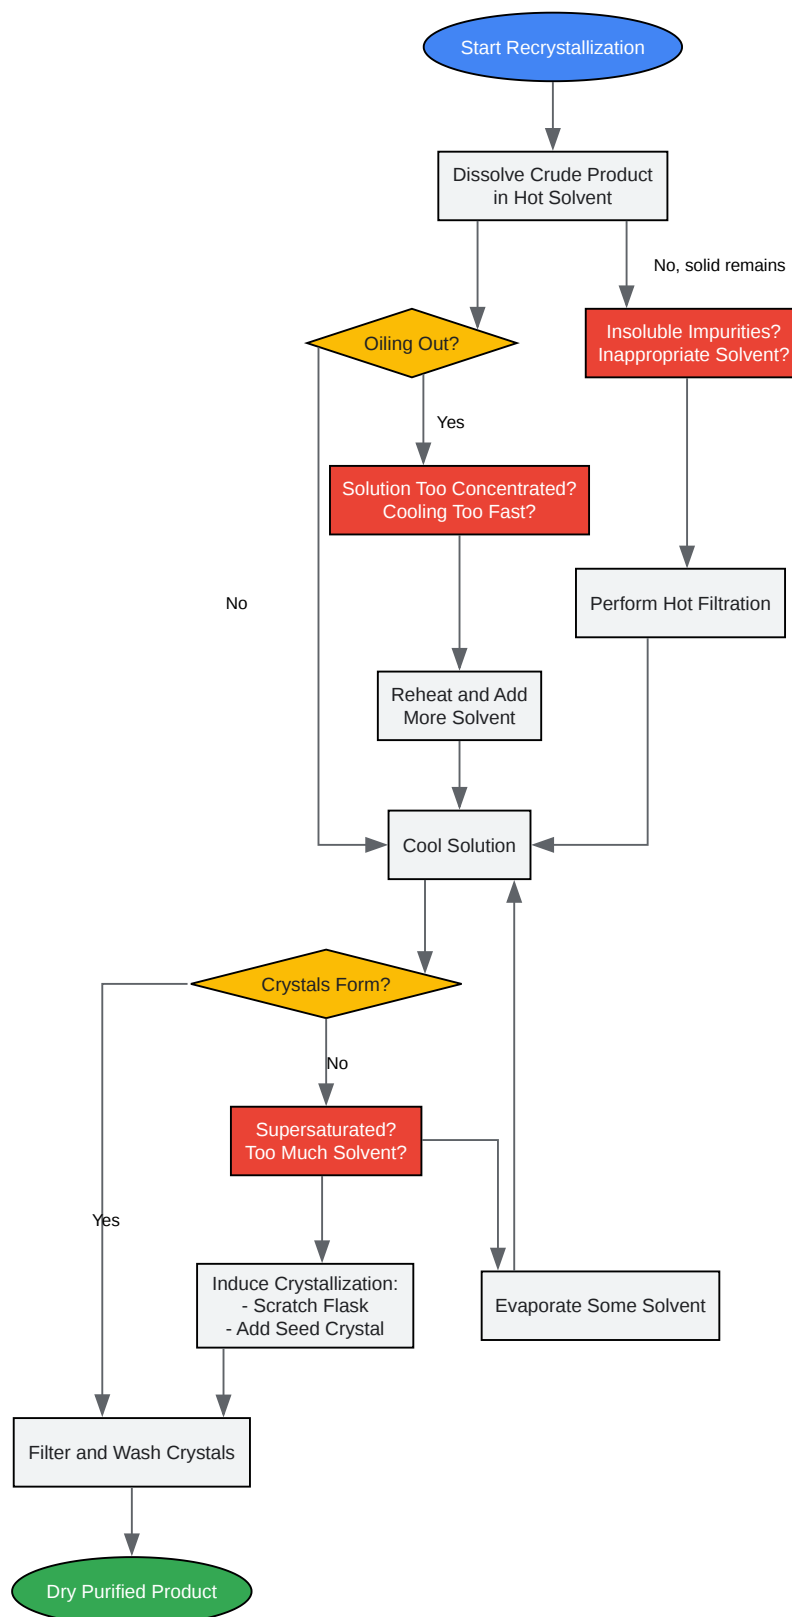 Start Recrystallization
Dissolve Crude Product
in Hot Solvent
No, solid remains
Oiling Out?
Insoluble Impurities?
Inappropriate Solvent?
Yes
Solution Too Concentrated?
Cooling Too Fast?
No
Perform Hot Filtration
Reheat and Add
More Solvent
Cool Solution
Crystals Form?
No
Supersaturated?
Too Much Solvent?
Yes
Induce Crystallization:
- Scratch Flask
- Add Seed Crystal
Evaporate Some Solvent
Filter and Wash Crystals
Dry Purified Product